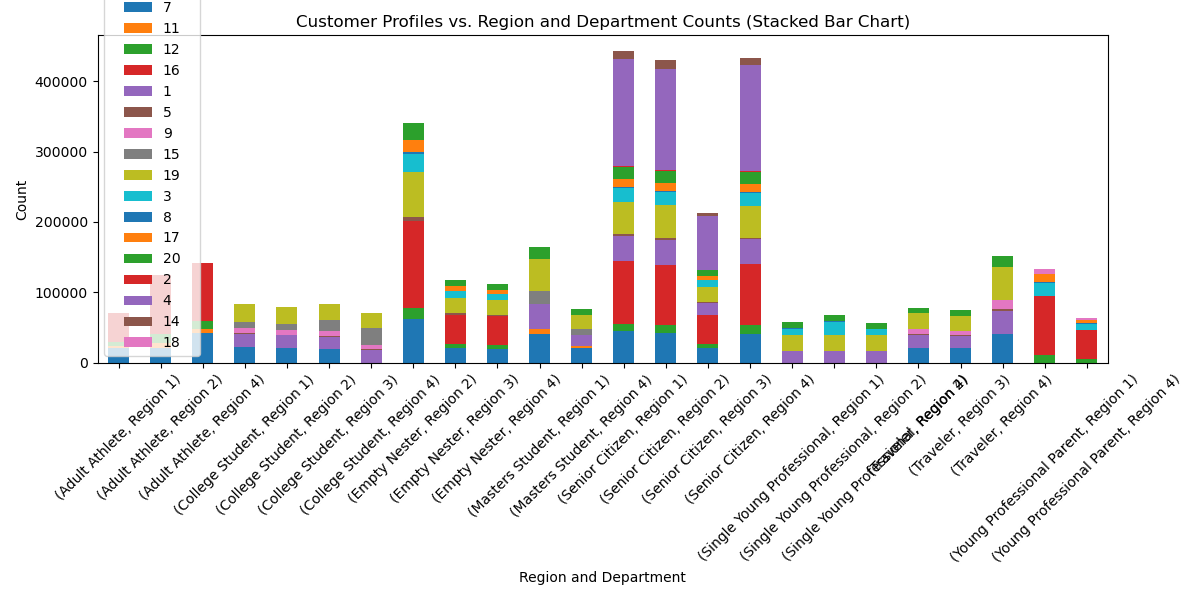 Customer Profiles vs. Region and Department Counts (Stacked Bar Chart)
7
11
12
16
1
5
9
15
19
3
8
17
20
2
4
14
18
400000
300000
200000
100000
0
Count
(Adult Athlete, Region 1)
(Adult Athlete, Region 2)
(Adult Athlete, Region 4)
(College Student, Region 1)
(College Student, Region 2)
(College Student, Region 3)
(College Student, Region 4)
(Empty Nester, Region 2)
(Empty Nester, Region 3)
(Empty Nester, Region 4)
(Masters Student, Region 1)
(Masters Student, Region 4)
(Senior Citizen, Region 1)
(Senior Citizen, Region 2)
(Senior Citizen, Region 3)
(Senior Citizen, Region 4)
(Single Young Professional, Region 1)
(Single Young Professional, Region 2)
(Single Young Professional, Region 4)
(Traveler, Region 3)
(Traveler, Region 4)
(Young Professional Parent, Region 1)
(Young Professional Parent, Region 4)
Region and Department